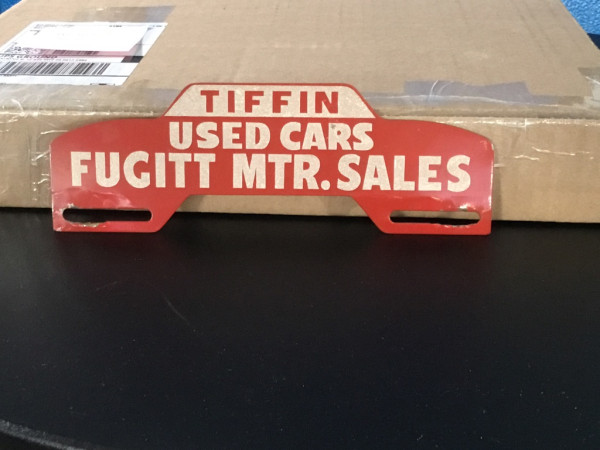 TIFFIN
USED CARS
FUGITT MTR. SALES